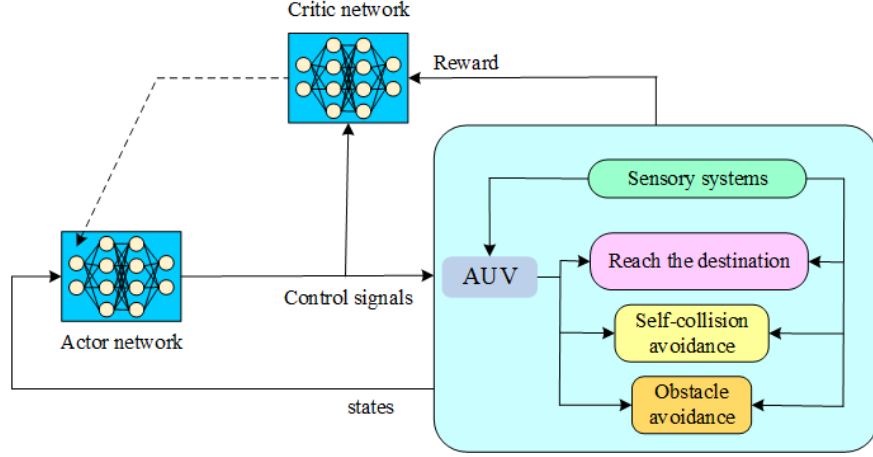 Critic network
Reward
Sensory systems
Reach the destination
AUV
Control signals
Self-collision
avoidance
Actor network
Obstacle
avoidance
states